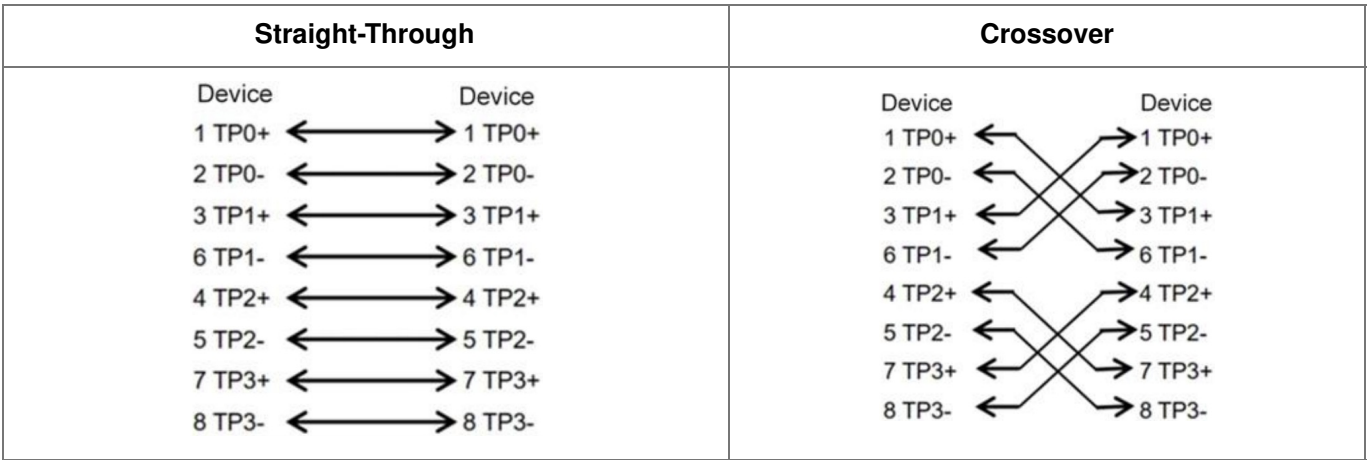 Straight-Through
Crossover
Device Device
1 TP0+ 1 TP0+
2 TP0- 2 TP0-
3 TP1+ 3 TP1+
6 TP1- 6 TP1-
4 TP2+ 4 TP2+
5 TP2- 5 TP2-
7 TP3+ 7 TP3+
8 TP3- 8 TP3-
Device Device
1 TP0+ 1 TP0+
2 TP0- 2 TP0-
3 TP1+ 3 TP1+
6 TP1- 6 TP1-
4 TP2+ 4 TP2+
5 TP2- 5 TP2-
7 TP3+ 7 TP3+
8 TP3- 8 TP3-